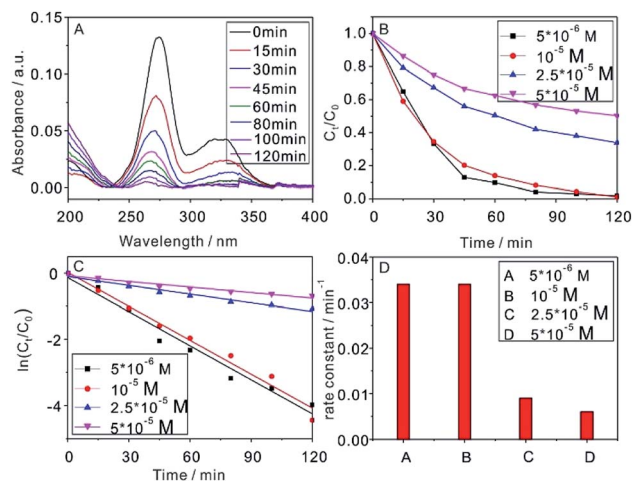 A
0min
15min
30min
45min
60min
80min
100min
120min
0.15
0.10
0.05
0.00
Absorbance / a.u.
200 250 300 350 400
Wavelength / nm
B
5*10⁻⁶ M
10⁻⁵ M
2.5*10⁻⁵ M
5*10⁻⁵ M
1.0
0.8
0.6
0.4
0.2
0.0
Cₜ/C₀
0 30 60 90 120
Time / min
C
5*10⁻⁶ M
10⁻⁵ M
2.5*10⁻⁵ M
5*10⁻⁵ M
0
-2
-4
ln(Cₜ/C₀)
0 30 60 90 120
Time / min
D
A 5*10⁻⁶ M
B 10⁻⁵ M
C 2.5*10⁻⁵ M
D 5*10⁻⁵ M
0.04
0.03
0.02
0.01
0.00
rate constant / min⁻¹
A B C D